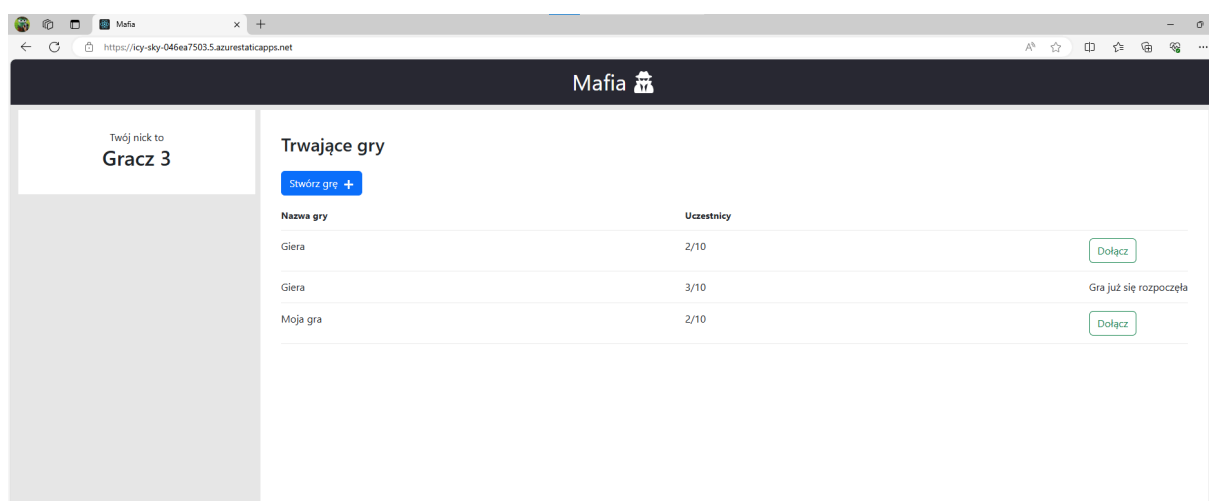 Mafia
https://icy-sky-046ea7503.5.azurestaticapps.net
Mafia
Twój nick to
Gracz 3
Trwające gry
Stwórz grę +
Nazwa gry Uczestnicy
Giera 2/10 Dołącz
Giera 3/10 Gra już się rozpoczęła
Moja gra 2/10 Dołącz